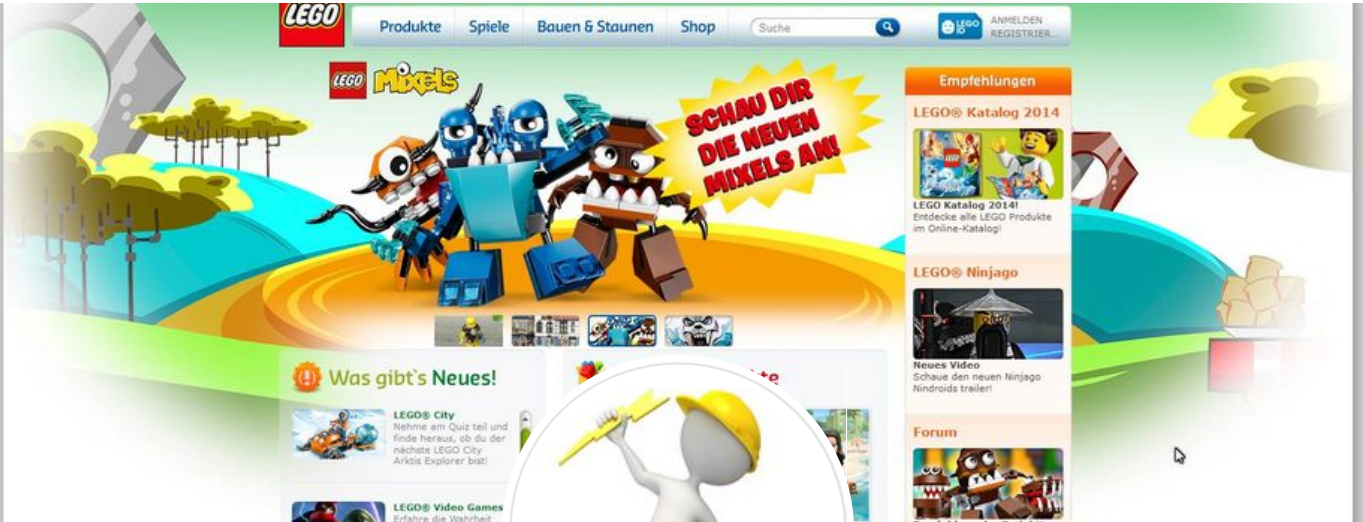 LEGO
Produkte
Spiele
Bauen & Staunen
Shop
Suche
LEGO ID
ANMELDEN
REGISTRIER...
LEGO
Mixels
SCHAU DIR
DIE NEUEN
MIXELS AN!
Empfehlungen
LEGO® Katalog 2014
LEGO Katalog 2014!
Entdecke alle LEGO Produkte
im Online-Katalog!
LEGO® Ninjago
Neues Video
Schaue den neuen Ninjago
Nindroids trailer!
Forum
Was gibt`s Neues!
LEGO® City
Nehme am Quiz teil und
finde heraus, ob du der
nächste LEGO City
Arktis Explorer bist!
LEGO® Video Games
Erfahre die Wahrheit